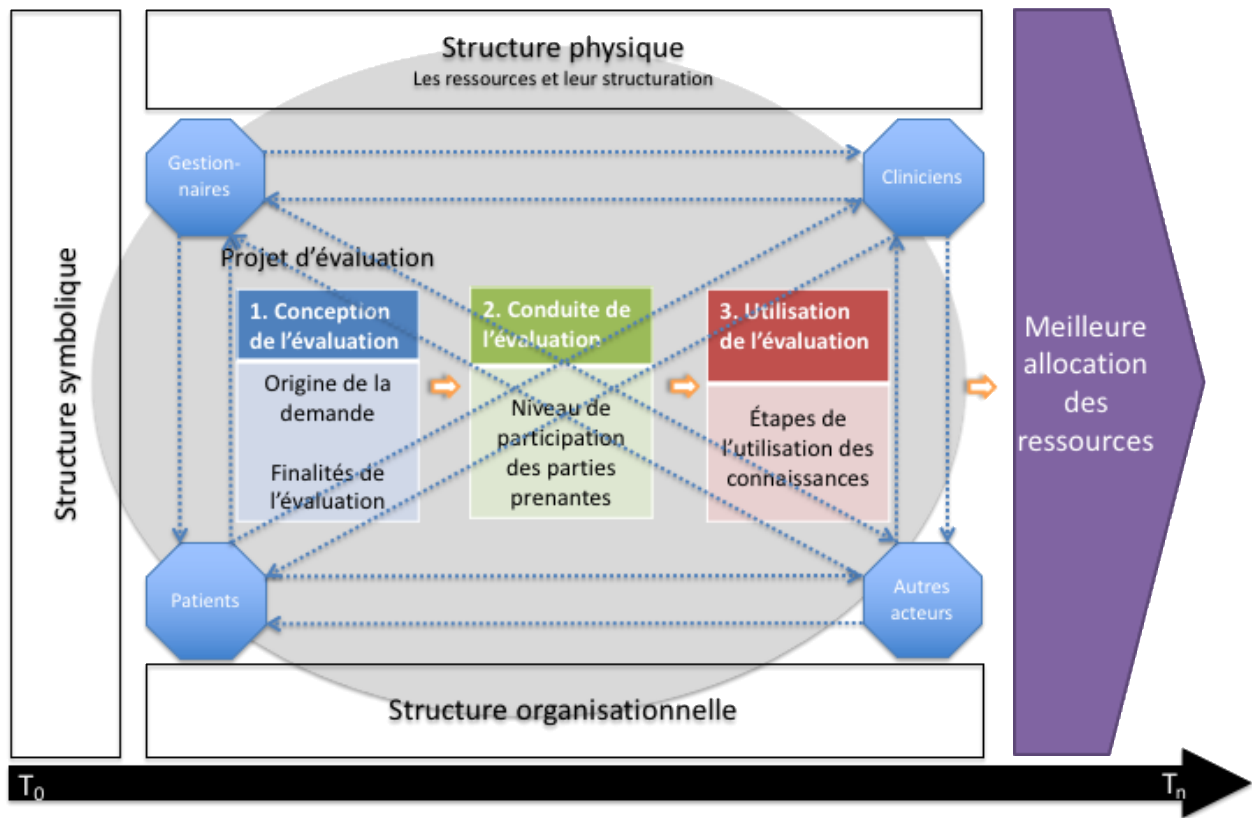 Structure physique
Les ressources et leur structuration
Structure symbolique
Gestion-
naires
Cliniciens
Projet d'évaluation
1. Conception
de l'évaluation
Origine de la
demande
Finalités de
l'évaluation
2. Conduite de
l'évaluation
Niveau de
participation
des parties
prenantes
3. Utilisation
de l'évaluation
Étapes de
l'utilisation des
connaissances
Meilleure
allocation
des
ressources
Patients
Autres
acteurs
Structure organisationnelle
T0
Tn